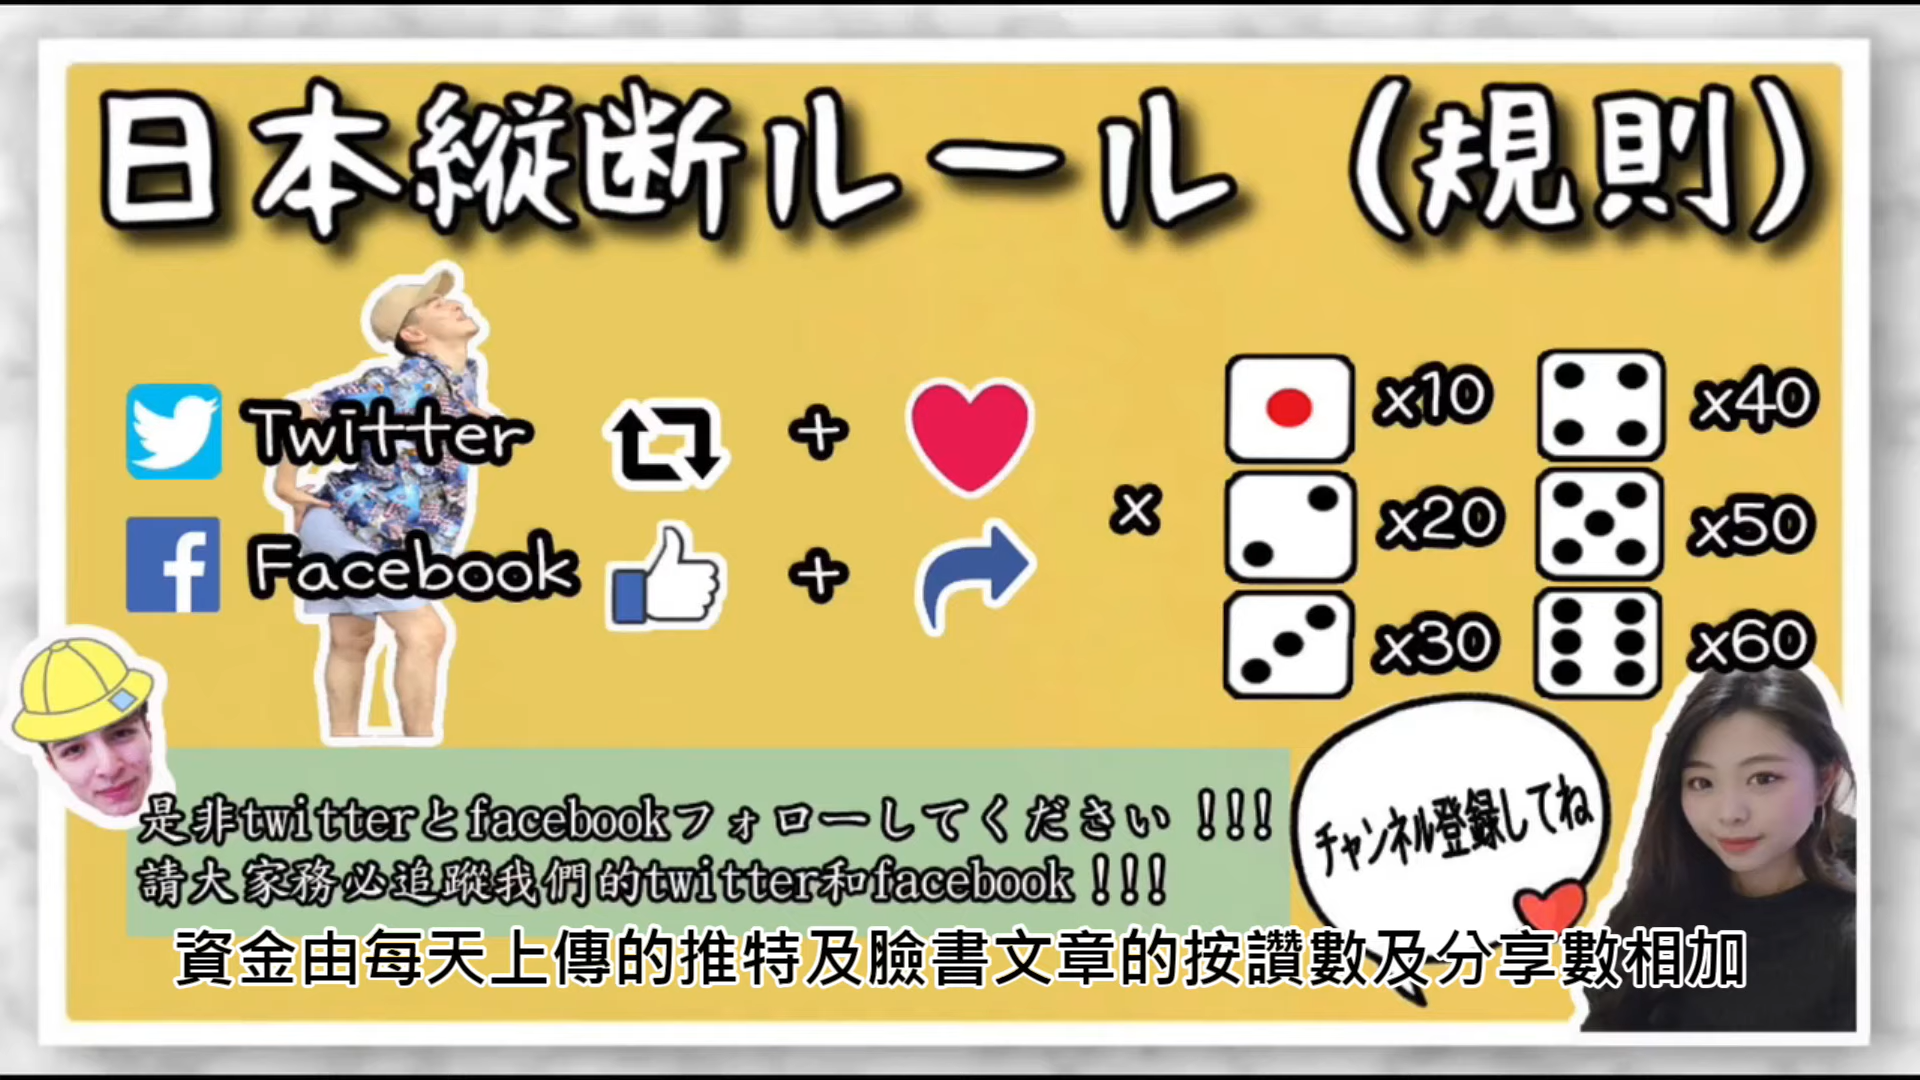 日本縦断ルール（規則）
Twitter + x10 x40
x x20 x50
Facebook + x30 x60
是非twitterとfacebookフォローしてください!!!
請大家務必追蹤我們的twitter和facebook!!!
チャンネル登録してね
資金由每天上傳的推特及臉書文章的按讚數及分享數相加